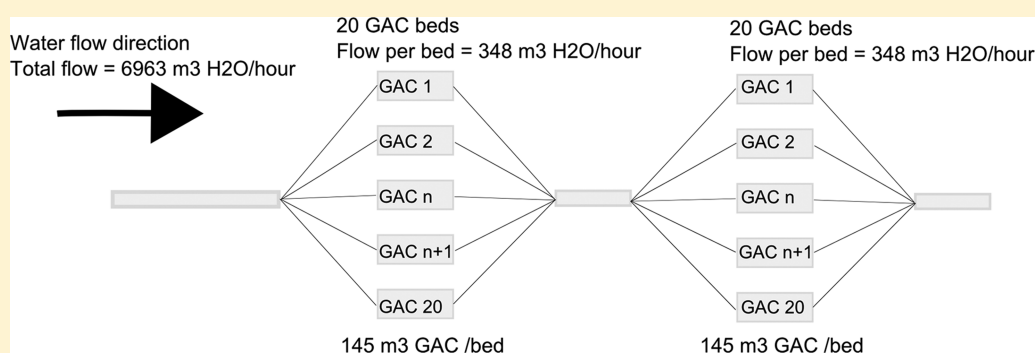 Water flow direction
Total flow = 6963 m3 H2O/hour
20 GAC beds
Flow per bed = 348 m3 H2O/hour
GAC 1
GAC 2
GAC n
GAC n+1
GAC 20
145 m3 GAC /bed
20 GAC beds
Flow per bed = 348 m3 H2O/hour
GAC 1
GAC 2
GAC n
GAC n+1
GAC 20
145 m3 GAC /bed